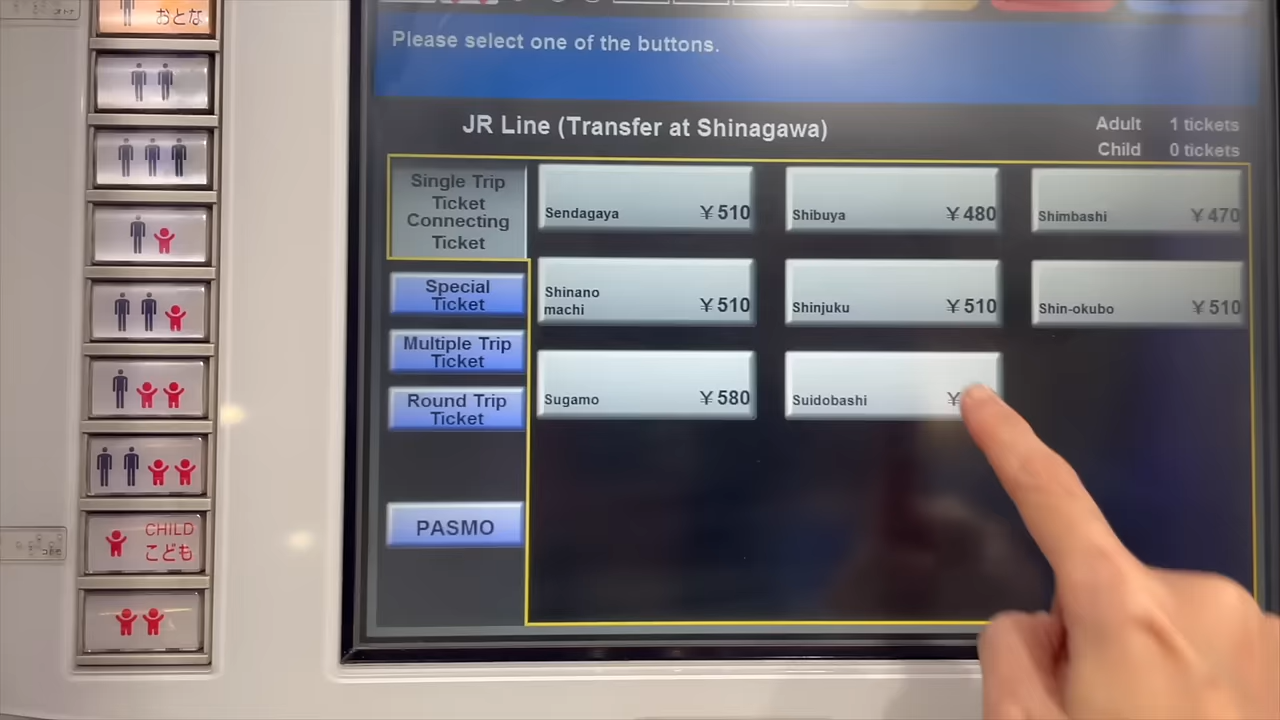 おとな
Please select one of the buttons.
JR Line (Transfer at Shinagawa)
Adult 1 tickets
Child 0 tickets
Single Trip
Ticket
Connecting
Ticket
Sendagaya ¥510
Shibuya ¥480
Shimbashi ¥470
Special
Ticket
Shinano
machi ¥510
Shinjuku ¥510
Shin-okubo ¥510
Multiple Trip
Ticket
Round Trip
Ticket
Sugamo ¥580
Suidobashi ¥
PASMO
CHILD
こども